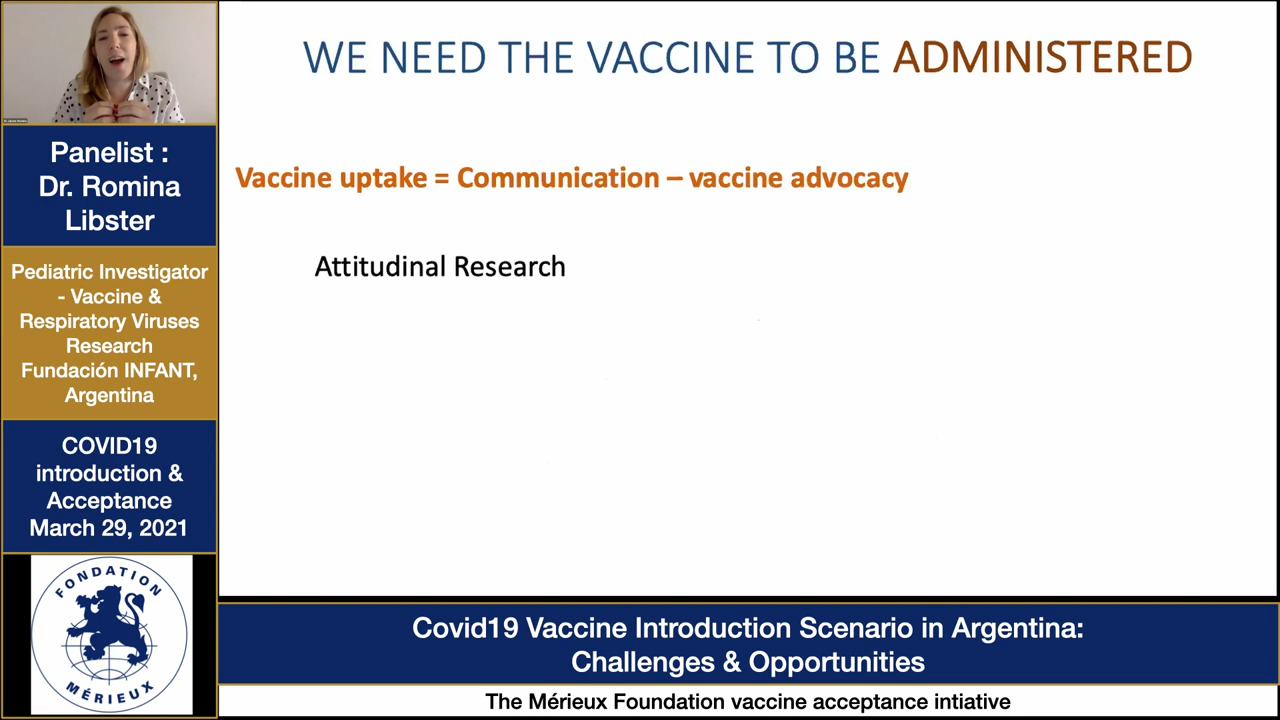 WE NEED THE VACCINE TO BE ADMINISTERED
Vaccine uptake = Communication – vaccine advocacy
Attitudinal Research
Panelist :
Dr. Romina
Libster
Pediatric Investigator
- Vaccine &
Respiratory Viruses
Research
Fundación INFANT,
Argentina
COVID19
introduction &
Acceptance
March 29, 2021
FONDATION
MÉRIEUX
Covid19 Vaccine Introduction Scenario in Argentina:
Challenges & Opportunities
The Mérieux Foundation vaccine acceptance intiative